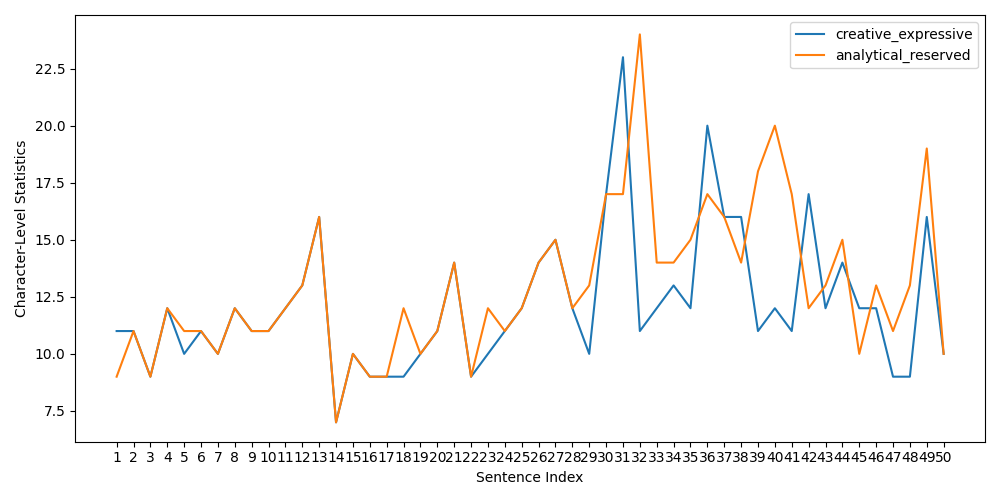 creative_expressive
analytical_reserved
Character-Level Statistics
22.5
20.0
17.5
15.0
12.5
10.0
7.5
1 2 3 4 5 6 7 8 9 10 11 12 13 14 15 16 17 18 19 20 21 22 23 24 25 26 27 28 29 30 31 32 33 34 35 36 37 38 39 40 41 42 43 44 45 46 47 48 49 50
Sentence Index